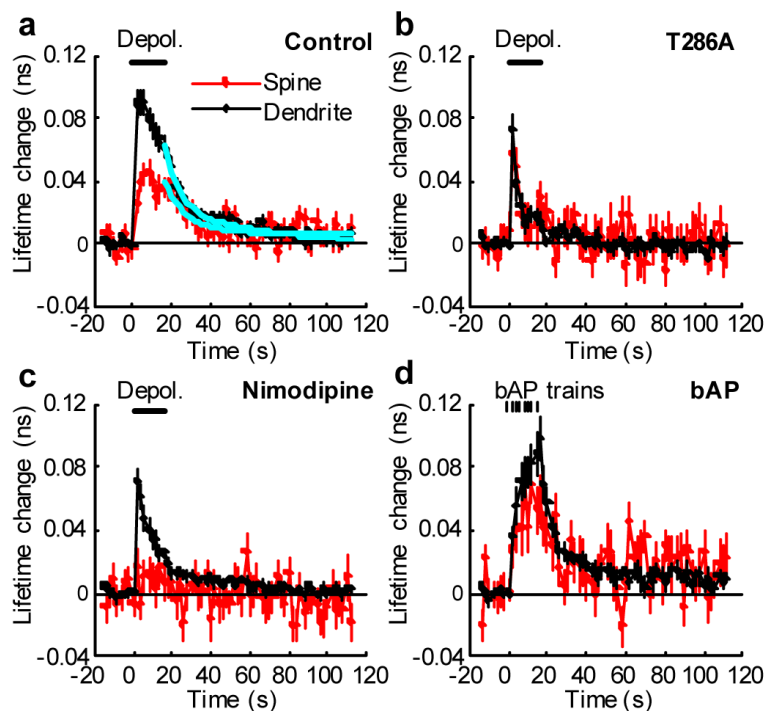 a
Depol.
Control
Spine
Dendrite
Lifetime change (ns)
0.12
0.08
0.04
0
-0.04
-20 0 20 40 60 80 100 120
Time (s)
b
Depol.
T286A
Lifetime change (ns)
0.12
0.08
0.04
0
-0.04
-20 0 20 40 60 80 100 120
Time (s)
c
Depol.
Nimodipine
Lifetime change (ns)
0.12
0.08
0.04
0
-0.04
-20 0 20 40 60 80 100 120
Time (s)
d
bAP trains
bAP
Lifetime change (ns)
0.12
0.08
0.04
0
-0.04
-20 0 20 40 60 80 100 120
Time (s)